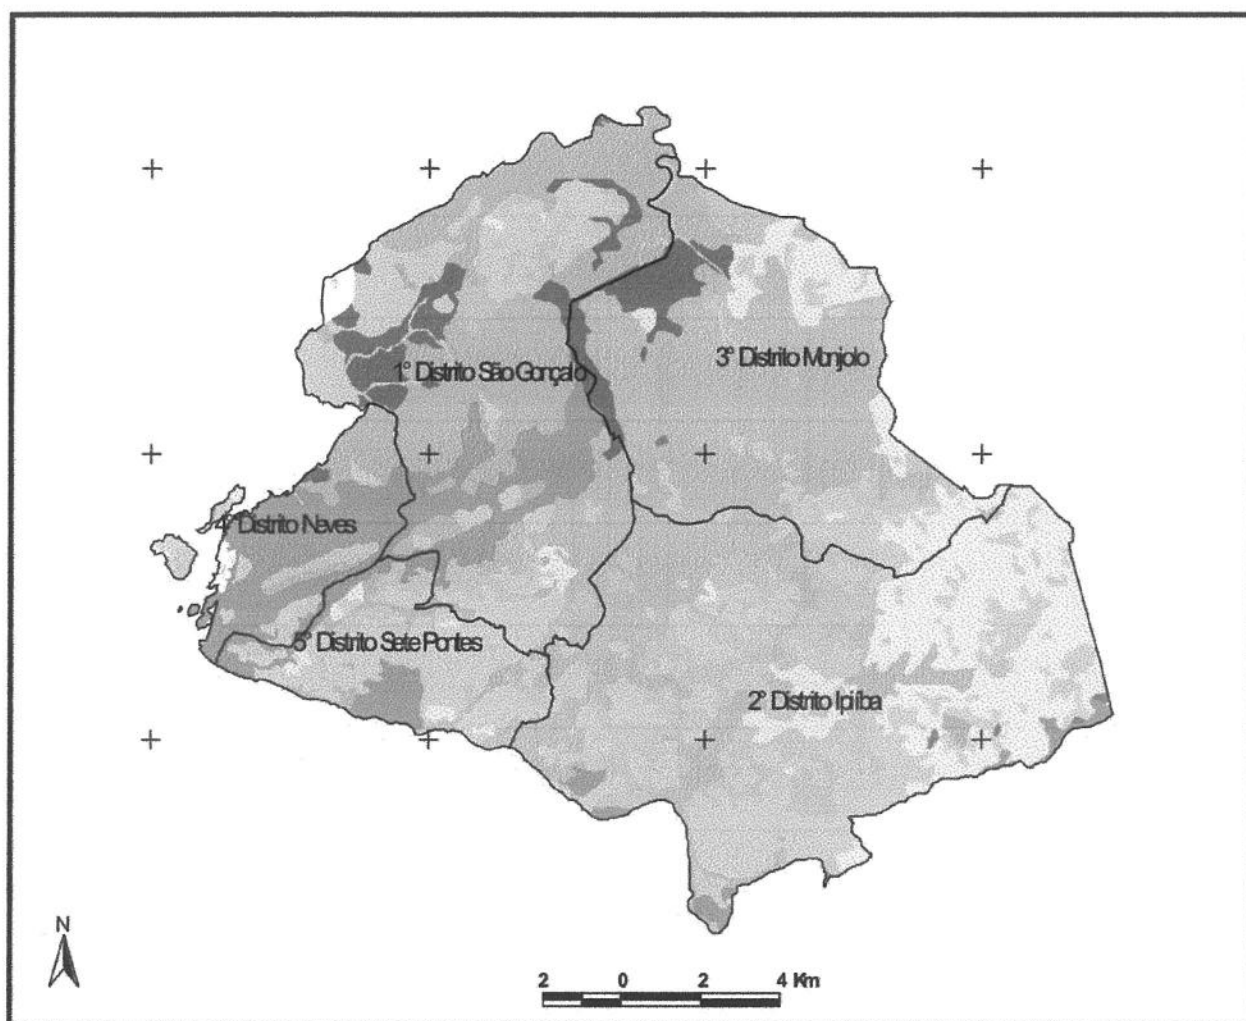 3° Distrito Monjolo
1° Distrito São Gonçalo
4° Distrito Neves
5° Distrito Sete Pontes
2° Distrito Ipiíba
N
2 0 2 4 Km